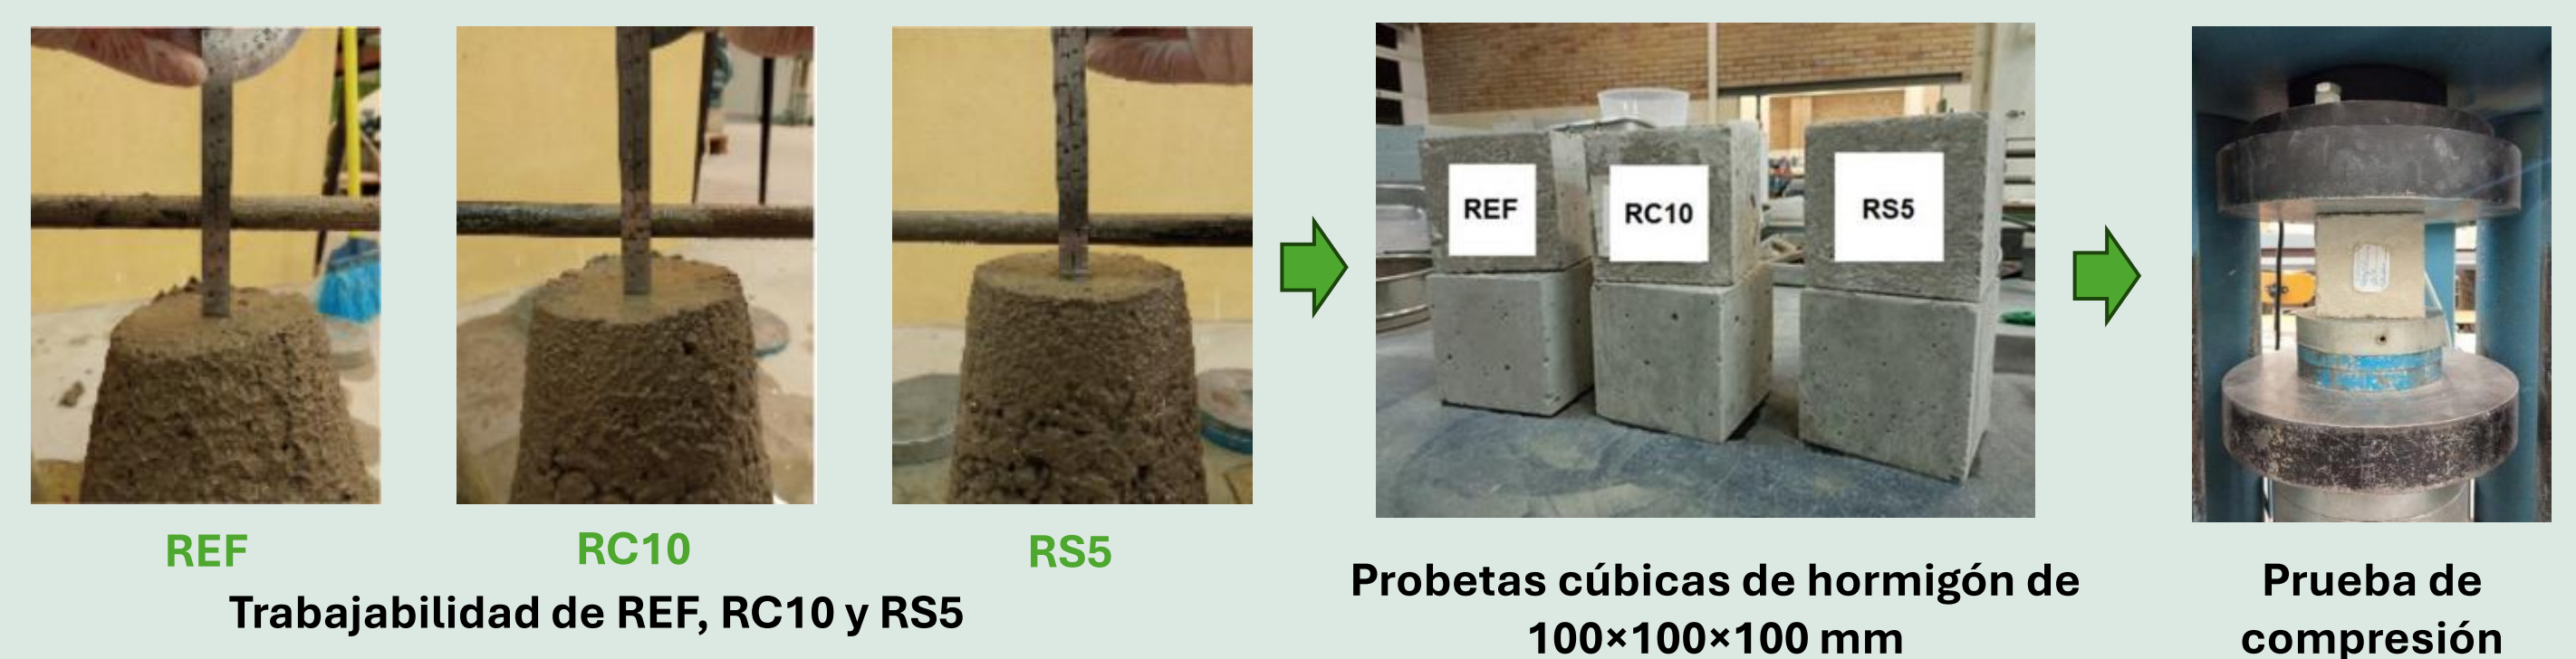 REF
RC10
RS5
Trabajabilidad de REF, RC10 y RS5
REF
RC10
RS5
Probetas cúbicas de hormigón de
100×100×100 mm
Prueba de
compresión